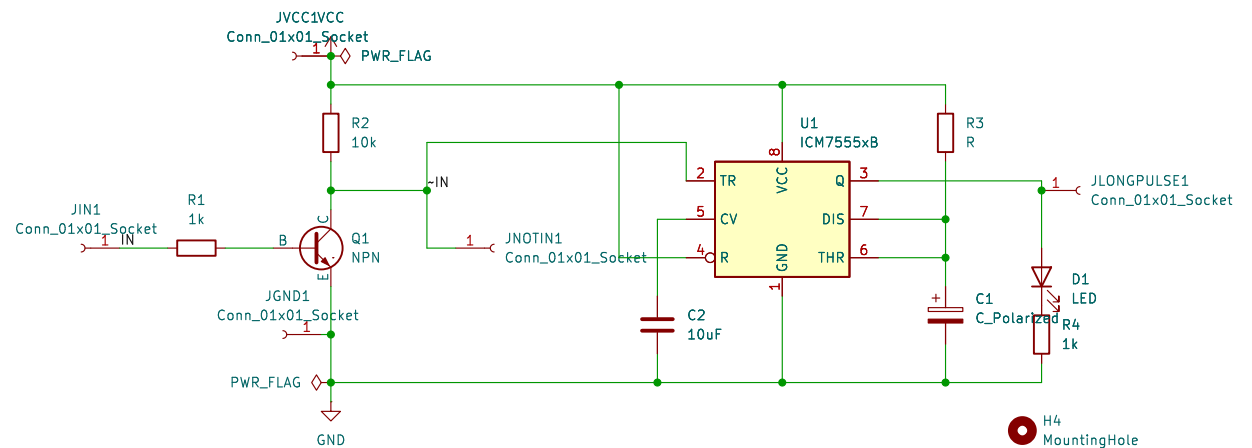 JVCC1VCC
Conn_01x01_Socket
1
PWR_FLAG
R2
10k
U1
ICM7555xB
R3
R
8
VCC
2
TR
Q
3
~IN
1
JLONGPULSE1
Conn_01x01_Socket
R1
1k
JIN1
Conn_01x01_Socket
1
IN
B
C
E
Q1
NPN
1
JNOTIN1
Conn_01x01_Socket
5
CV
DIS
7
4
R
THR
6
GND
1
D1
LED
JGND1
Conn_01x01_Socket
1
C2
10uF
+
C1
C_Polarized
R4
1k
PWR_FLAG
GND
H4
MountingHole